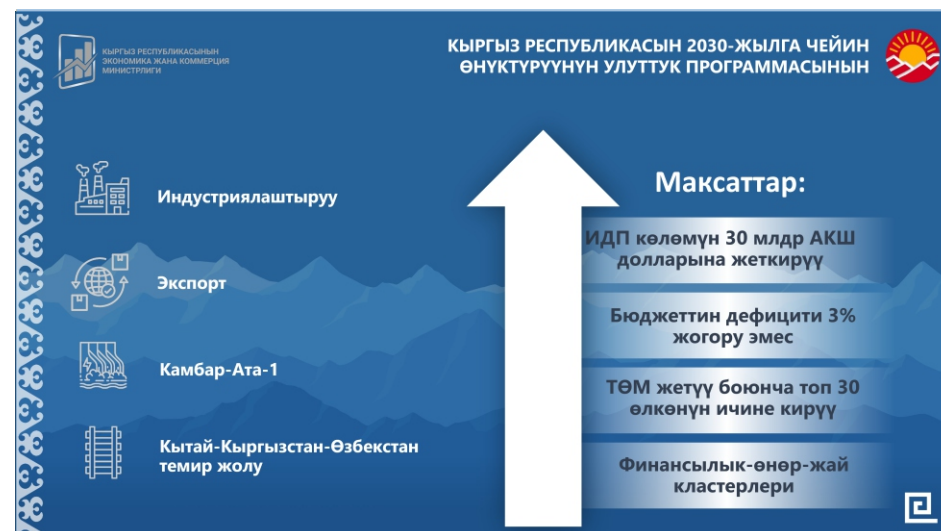 КЫРГЫЗ РЕСПУБЛИКАСЫНЫН
ЭКОНОМИКА ЖАНА КОММЕРЦИЯ
МИНИСТРЛИГИ
КЫРГЫЗ РЕСПУБЛИКАСЫН 2030-ЖЫЛГА ЧЕЙИН
ӨНҮКТҮРҮҮНҮН УЛУТТУК ПРОГРАММАСЫНЫН
Индустриялаштыруу
Экспорт
Камбар-Ата-1
Кытай-Кыргызстан-Өзбекстан
темир жолу
Максаттар:
ИДП көлөмүн 30 млдр АКШ
долларына жеткирүү
Бюджеттин дефицити 3%
жогору эмес
ТӨМ жетүү боюнча топ 30
өлкөнүн ичине кирүү
Финансылык-өнөр-жай
кластерлери